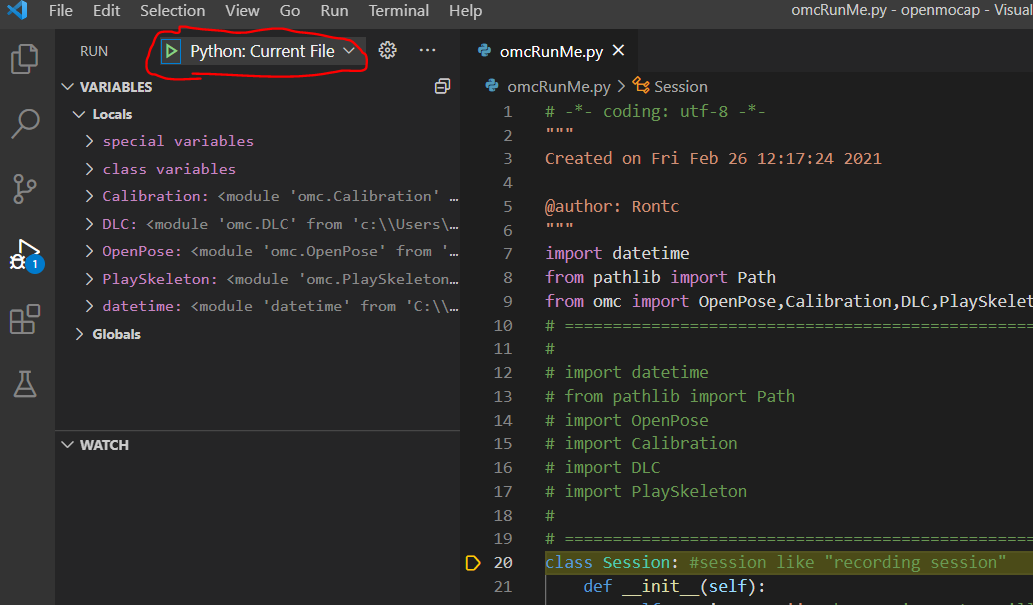 File Edit Selection View Go Run Terminal Help omcRunMe.py - openmocap - Visual
RUN Python: Current File ···
omcRunMe.py
VARIABLES
Locals
special variables
class variables
Calibration: <module 'omc.Calibration' …
DLC: <module 'omc.DLC' from 'c:\\Users\…
OpenPose: <module 'omc.OpenPose' from '…
PlaySkeleton: <module 'omc.PlaySkeleton…
datetime: <module 'datetime' from 'C:\\…
Globals
WATCH
1
omcRunMe.py > Session
1 # -*- coding: utf-8 -*-
2 """
3 Created on Fri Feb 26 12:17:24 2021
4
5 @author: Rontc
6 """
7 import datetime
8 from pathlib import Path
9 from omc import OpenPose,Calibration,DLC,PlaySkelet
10 # =================================================
11 #
12 # import datetime
13 # from pathlib import Path
14 # import OpenPose
15 # import Calibration
16 # import DLC
17 # import PlaySkeleton
18 #
19 # =================================================
20 class Session: #session like "recording session"
21 def __init__(self):